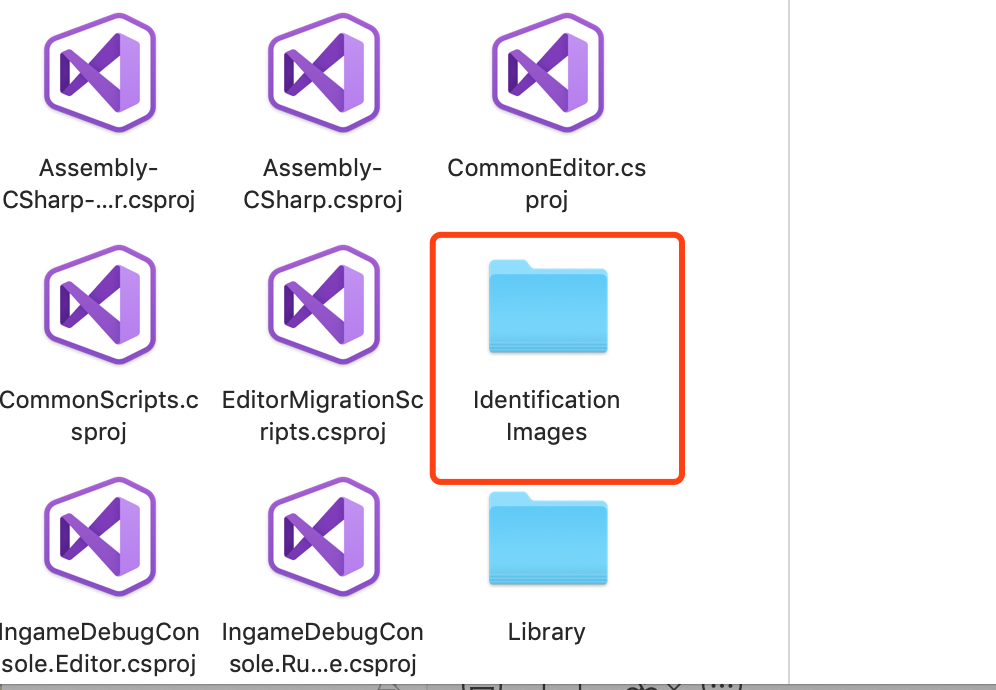 Assembly-
CSharp-...r.csproj
Assembly-
CSharp.csproj
CommonEditor.cs
proj
CommonScripts.c
sproj
EditorMigrationSc
ripts.csproj
Identification
Images
IngameDebugCon
sole.Editor.csproj
IngameDebugCon
sole.Ru...e.csproj
Library